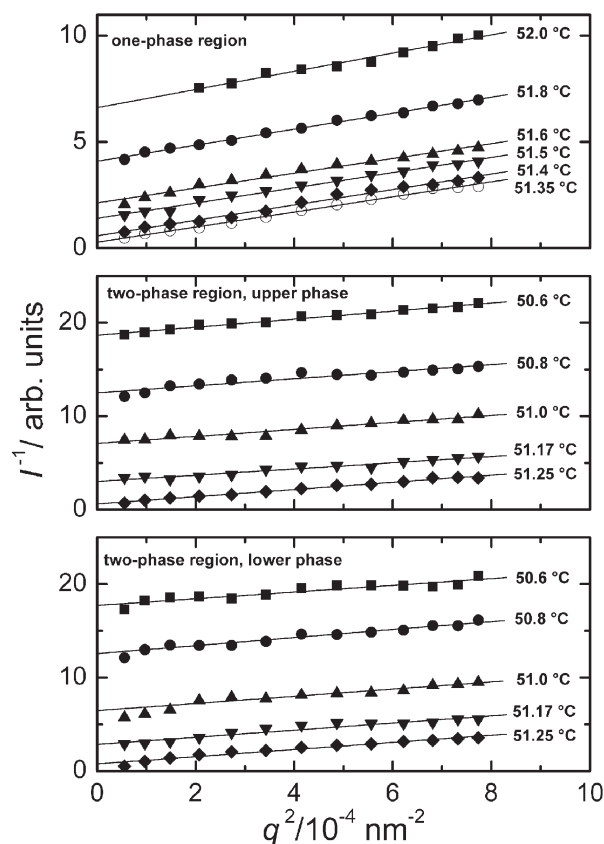 10
one-phase region
52.0 °C
51.8 °C
5
51.6 °C
51.5 °C
51.4 °C
51.35 °C
0
two-phase region, upper phase
50.6 °C
20
50.8 °C
10
51.0 °C
51.17 °C
51.25 °C
0
I⁻¹/ arb. units
two-phase region, lower phase
50.6 °C
20
50.8 °C
10
51.0 °C
51.17 °C
51.25 °C
0
0 2 4 6 8 10
q²/10⁻⁴ nm⁻²